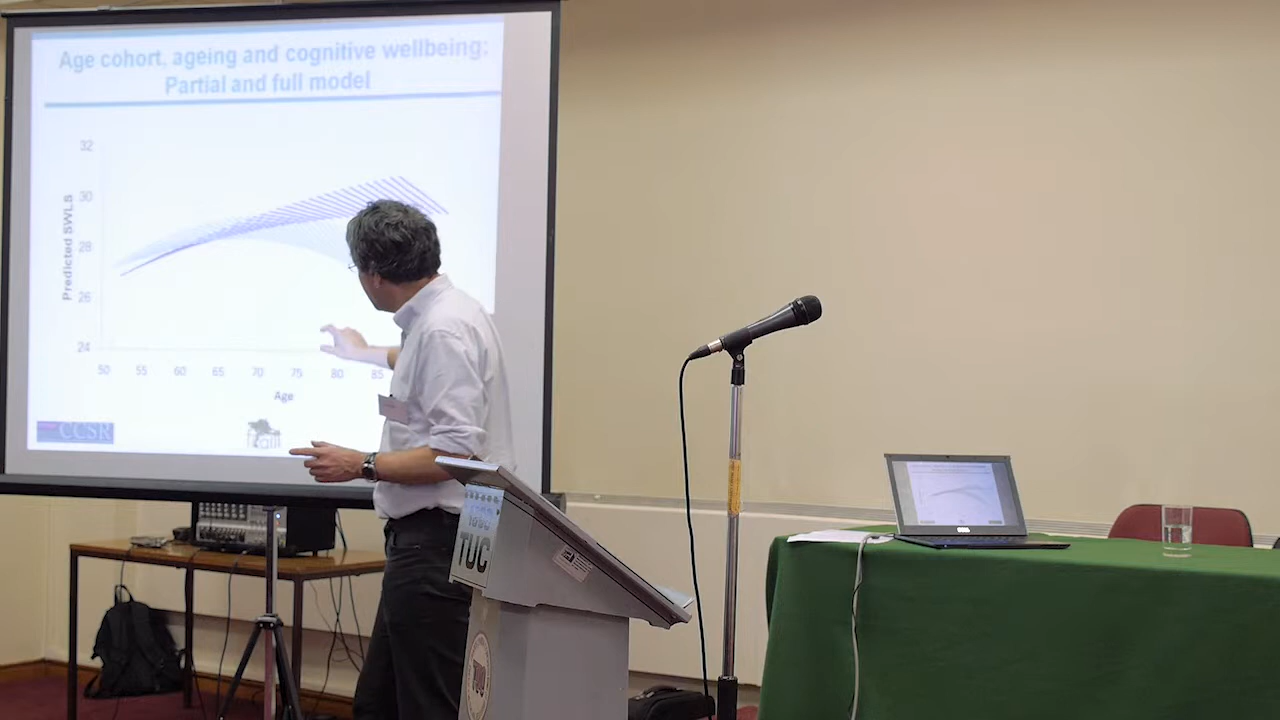 Age cohort, ageing and cognitive wellbeing:
Partial and full model
32
30
28
26
24
Predicted SWLS
50 55 60 65 70 75 80 85
Age
CCSR
TUC
TUC